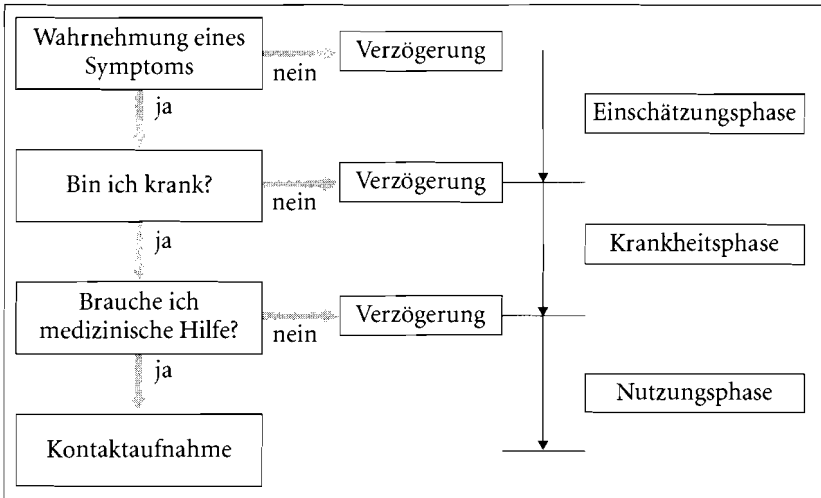 Wahrnehmung eines
Symptoms
nein
Verzögerung
ja
Einschätzungsphase
Bin ich krank?
nein
Verzögerung
ja
Krankheitsphase
Brauche ich
medizinische Hilfe?
nein
Verzögerung
ja
Nutzungsphase
Kontaktaufnahme